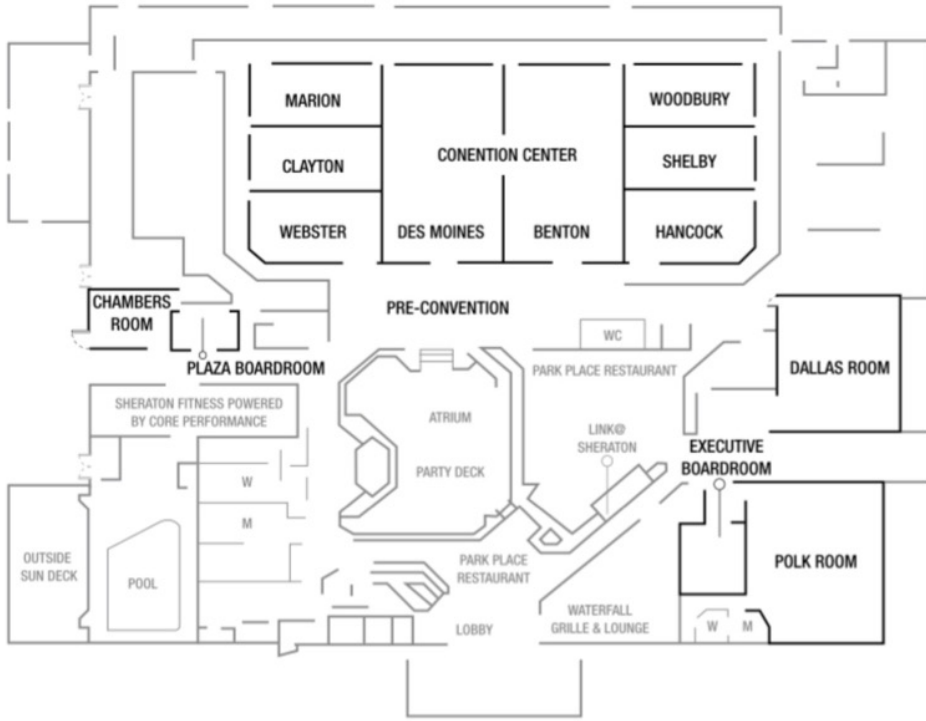 MARION
WOODBURY
CLAYTON
CONENTION CENTER
SHELBY
WEBSTER
DES MOINES
BENTON
HANCOCK
CHAMBERS
ROOM
PRE-CONVENTION
WC
PLAZA BOARDROOM
PARK PLACE RESTAURANT
DALLAS ROOM
SHERATON FITNESS POWERED
BY CORE PERFORMANCE
ATRIUM
LINK@
SHERATON
EXECUTIVE
BOARDROOM
PARTY DECK
W
M
OUTSIDE
SUN DECK
POOL
PARK PLACE
RESTAURANT
POLK ROOM
LOBBY
WATERFALL
GRILLE & LOUNGE
W
M